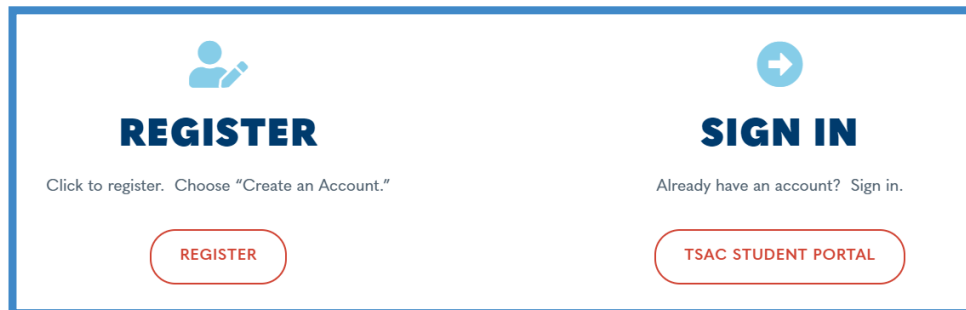 REGISTER
Click to register.  Choose “Create an Account.”
REGISTER
SIGN IN
Already have an account?  Sign in.
TSAC STUDENT PORTAL